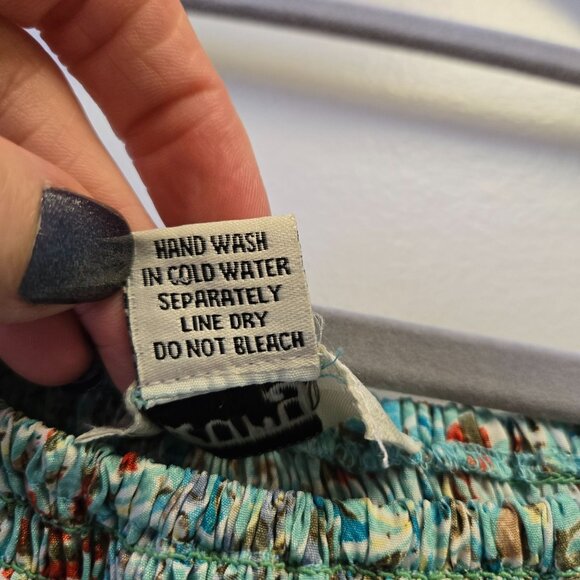 HAND WASH
IN COLD WATER
SEPARATELY
LINE DRY
DO NOT BLEACH